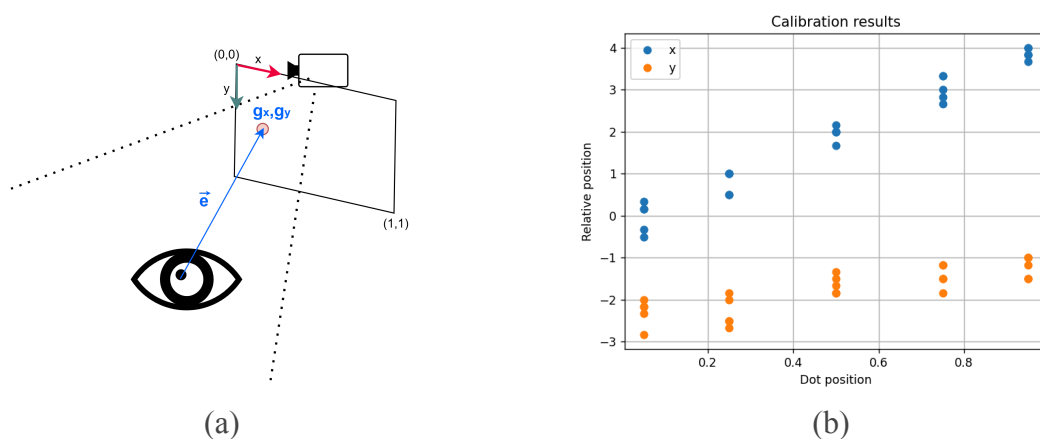 (0,0)
x
y
gx,gy
e
(1,1)
(a)
Calibration results
x
y
4
3
2
1
0
−1
−2
−3
Relative position
0.2 0.4 0.6 0.8
Dot position
(b)